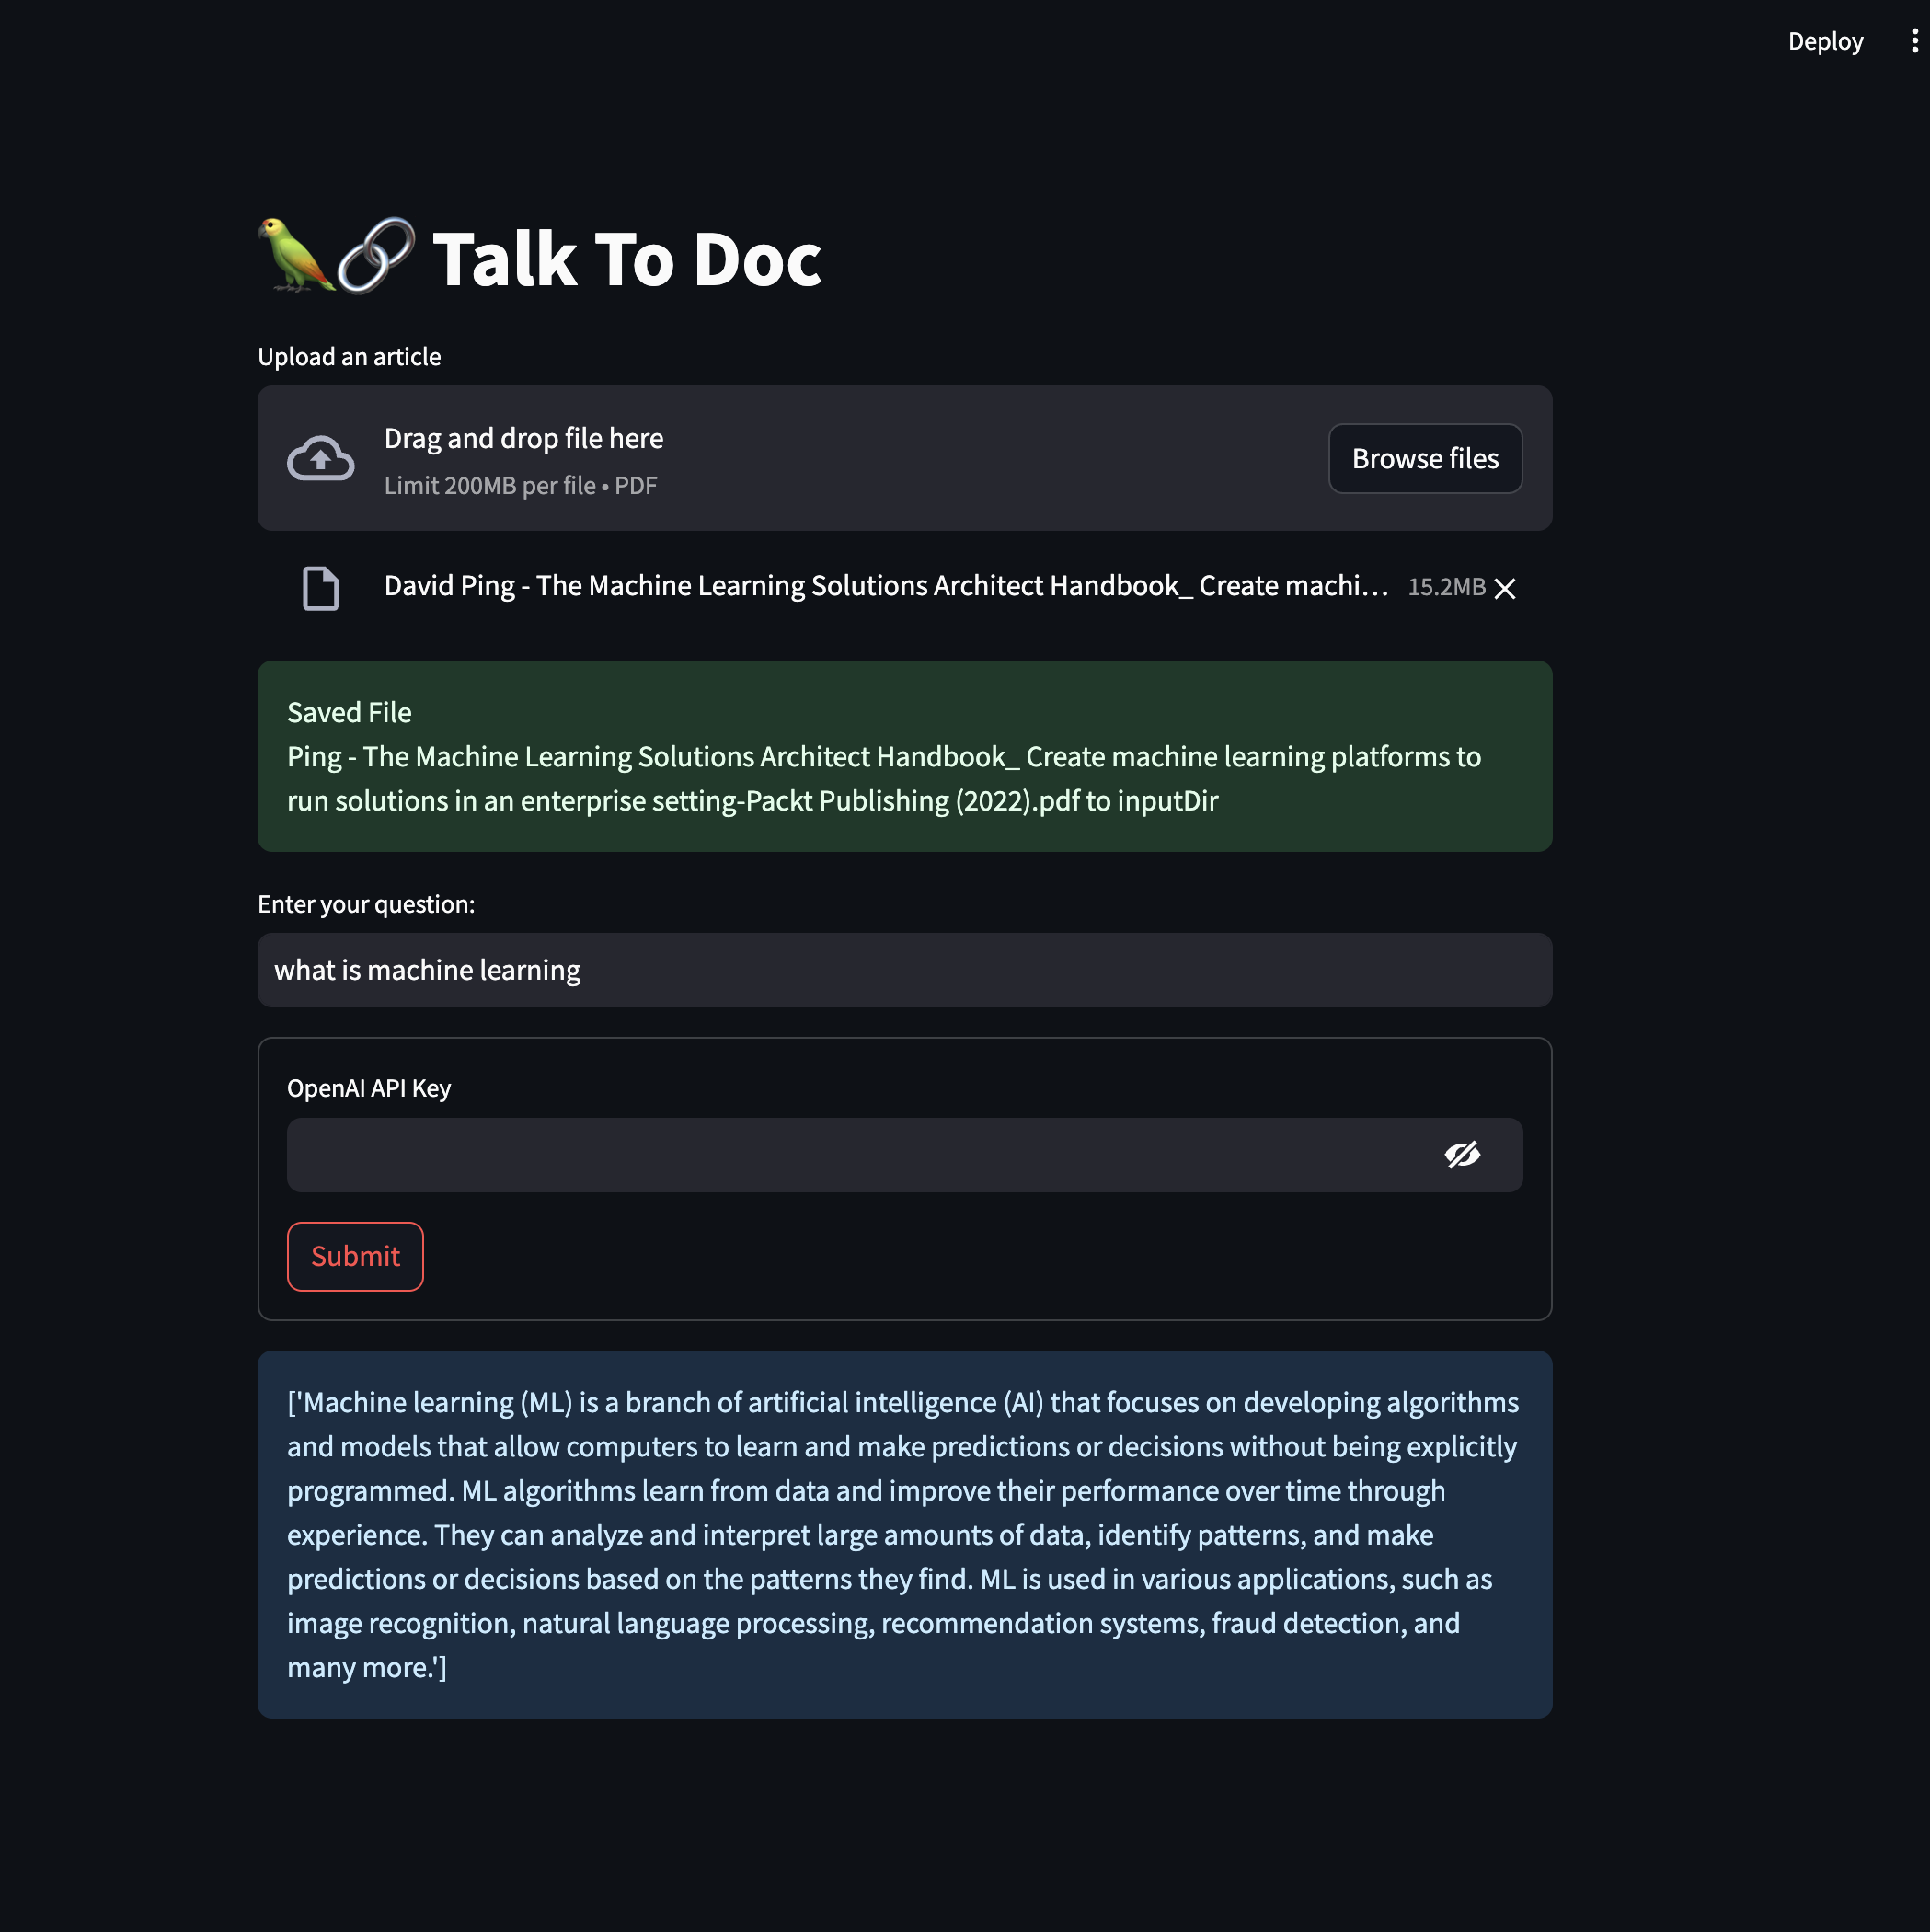 Deploy
Talk To Doc
Upload an article
Drag and drop file here
Limit 200MB per file • PDF
Browse files
David Ping - The Machine Learning Solutions Architect Handbook_ Create machi... 15.2MB
Saved File
Ping - The Machine Learning Solutions Architect Handbook_ Create machine learning platforms to
run solutions in an enterprise setting-Packt Publishing (2022).pdf to inputDir
Enter your question:
what is machine learning
OpenAI API Key
Submit
['Machine learning (ML) is a branch of artificial intelligence (AI) that focuses on developing algorithms
and models that allow computers to learn and make predictions or decisions without being explicitly
programmed. ML algorithms learn from data and improve their performance over time through
experience. They can analyze and interpret large amounts of data, identify patterns, and make
predictions or decisions based on the patterns they find. ML is used in various applications, such as
image recognition, natural language processing, recommendation systems, fraud detection, and
many more.']